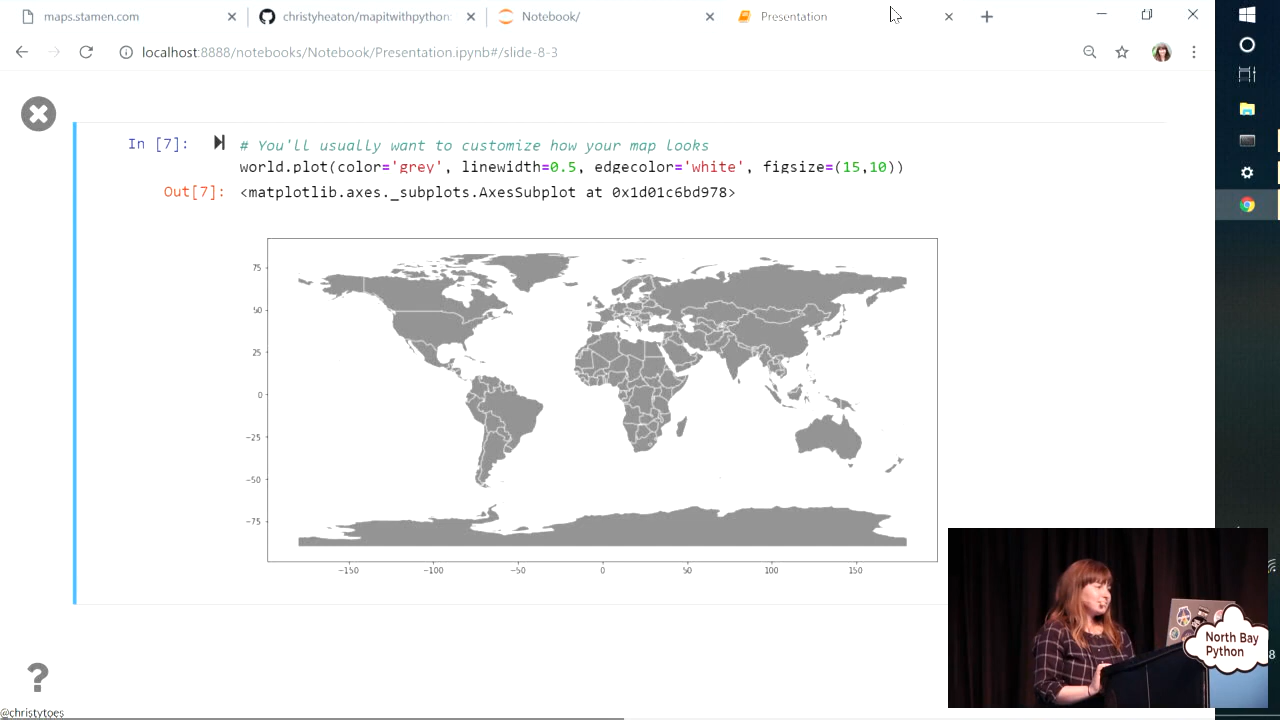 maps.stamen.com
christyheaton/mapitwithpython:
Notebook/
Presentation
localhost:8888/notebooks/Notebook/Presentation.ipynb#/slide-8-3
In [7]:
# You'll usually want to customize how your map looks
world.plot(color='grey', linewidth=0.5, edgecolor='white', figsize=(15,10))
Out[7]:
<matplotlib.axes._subplots.AxesSubplot at 0x1d01c6bd978>
75
50
25
0
−25
−50
−75
−150
−100
−50
0
50
100
150
North Bay
Python
8
?
@christytoes